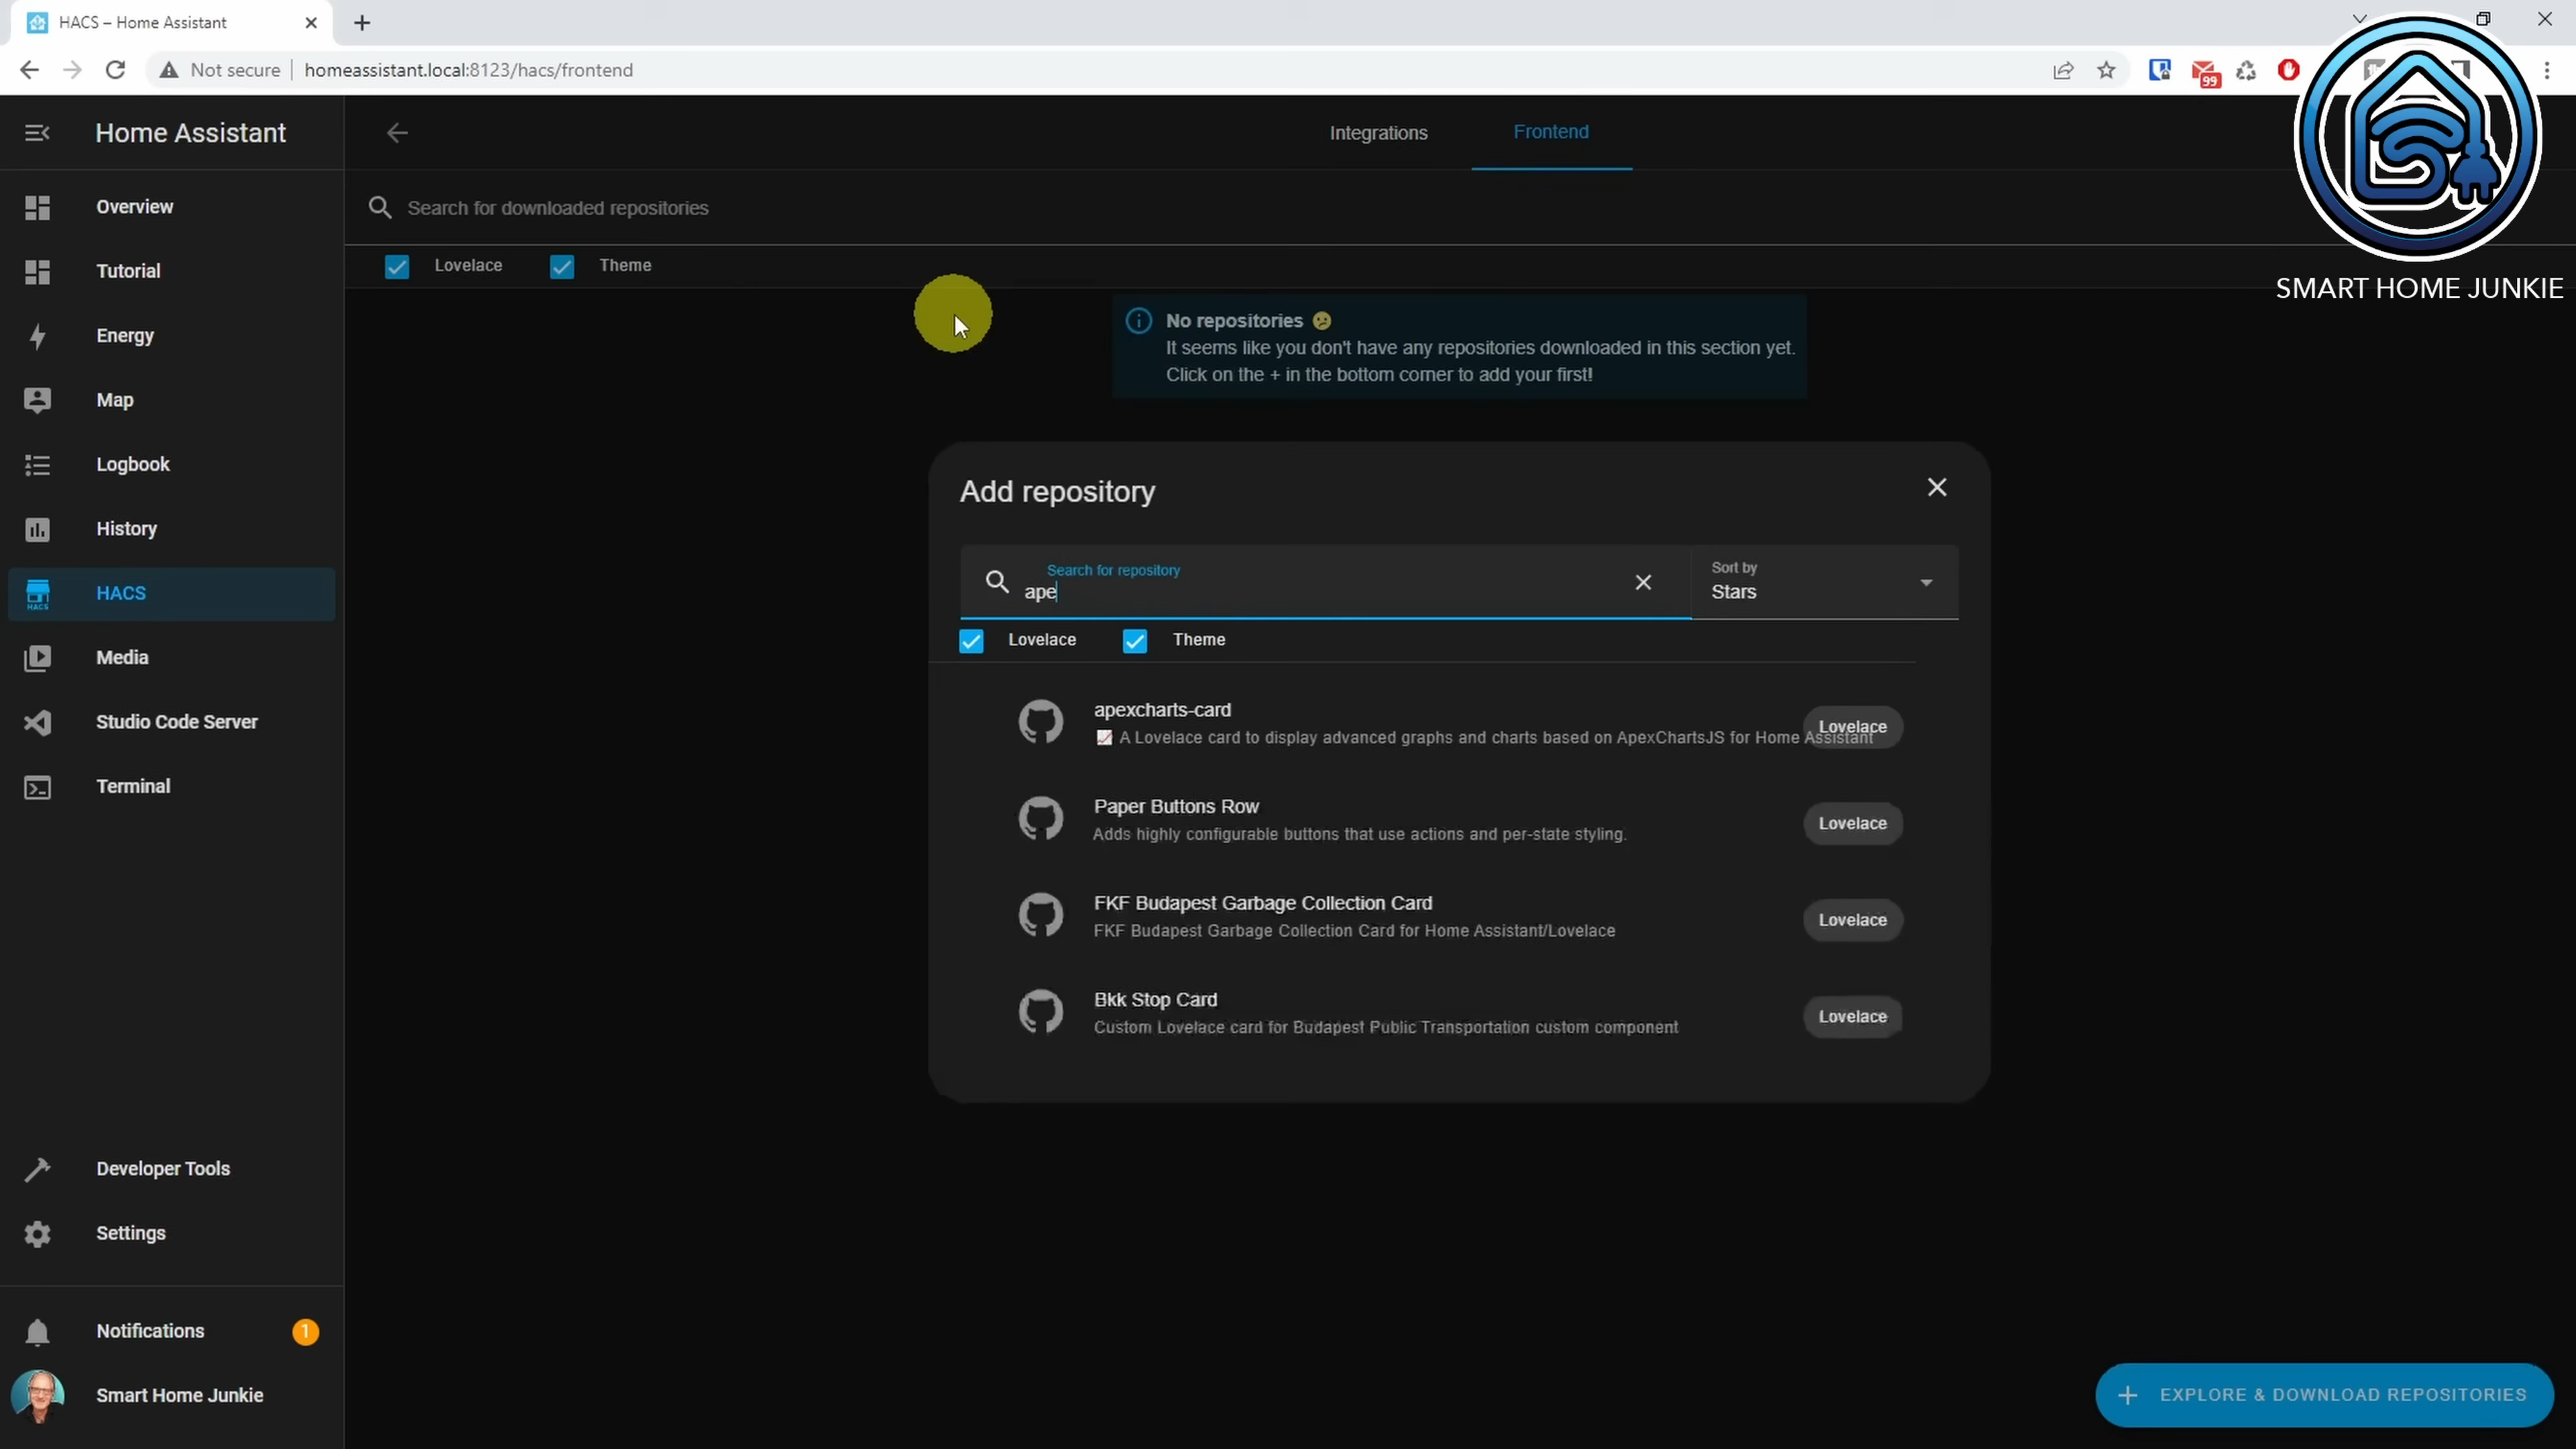 HACS – Home Assistant
Not secure
homeassistant.local:8123/hacs/frontend
99
SMART HOME JUNKIE
Home Assistant
Overview
Tutorial
Energy
Map
Logbook
History
HACS
HACS
Media
Studio Code Server
Terminal
Developer Tools
Settings
Notifications
1
Smart Home Junkie
Integrations
Frontend
Search for downloaded repositories
Lovelace
Theme
No repositories 😕
It seems like you don't have any repositories downloaded in this section yet.
Click on the + in the bottom corner to add your first!
Add repository
Search for repository
ape
Sort by
Stars
Lovelace
Theme
apexcharts-card
📈 A Lovelace card to display advanced graphs and charts based on ApexChartsJS for Home Assistant
Lovelace
Paper Buttons Row
Adds highly configurable buttons that use actions and per-state styling.
Lovelace
FKF Budapest Garbage Collection Card
FKF Budapest Garbage Collection Card for Home Assistant/Lovelace
Lovelace
Bkk Stop Card
Custom Lovelace card for Budapest Public Transportation custom component
Lovelace
EXPLORE & DOWNLOAD REPOSITORIES